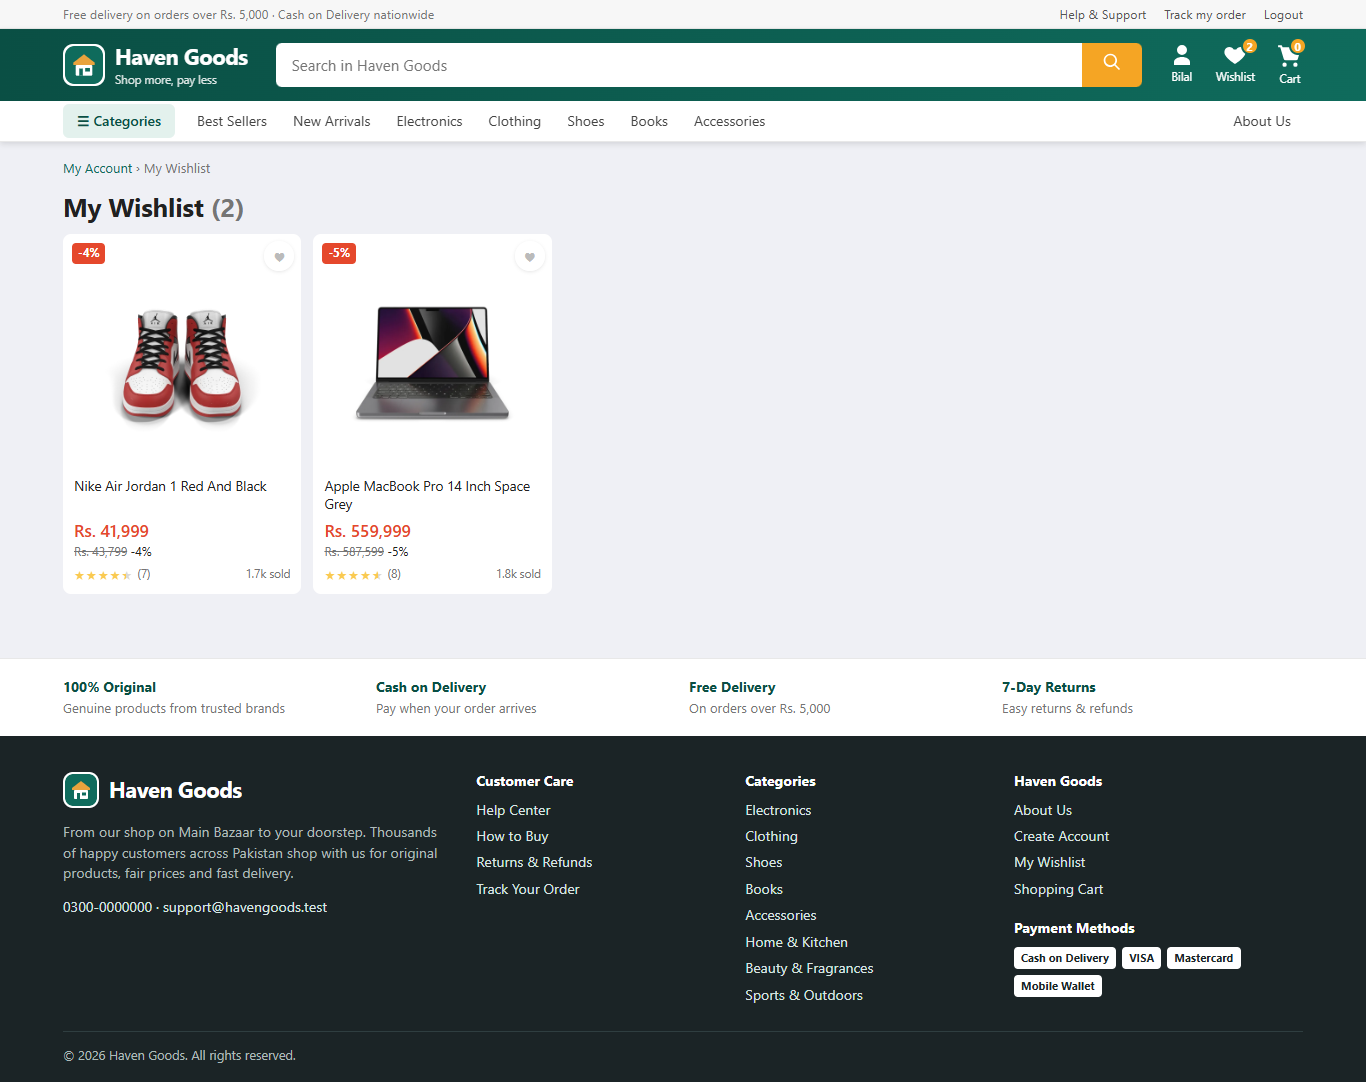 Free delivery on orders over Rs. 5,000 · Cash on Delivery nationwide
Help & Support Track my order Logout
Haven Goods
Shop more, pay less
Search in Haven Goods
Bilal
2
Wishlist
0
Cart
☰ Categories Best Sellers New Arrivals Electronics Clothing Shoes Books Accessories About Us
My Account › My Wishlist
My Wishlist (2)
-4%
Nike Air Jordan 1 Red And Black
Rs. 41,999
Rs. 43,799 -4%
★★★★★ (7) 1.7k sold
-5%
Apple MacBook Pro 14 Inch Space
Grey
Rs. 559,999
Rs. 587,599 -5%
★★★★★ (8) 1.8k sold
100% Original
Genuine products from trusted brands
Cash on Delivery
Pay when your order arrives
Free Delivery
On orders over Rs. 5,000
7-Day Returns
Easy returns & refunds
Haven Goods
From our shop on Main Bazaar to your doorstep. Thousands
of happy customers across Pakistan shop with us for original
products, fair prices and fast delivery.
0300-0000000 · support@havengoods.test
Customer Care
Help Center
How to Buy
Returns & Refunds
Track Your Order
Categories
Electronics
Clothing
Shoes
Books
Accessories
Home & Kitchen
Beauty & Fragrances
Sports & Outdoors
Haven Goods
About Us
Create Account
My Wishlist
Shopping Cart
Payment Methods
Cash on Delivery VISA Mastercard
Mobile Wallet
© 2026 Haven Goods. All rights reserved.